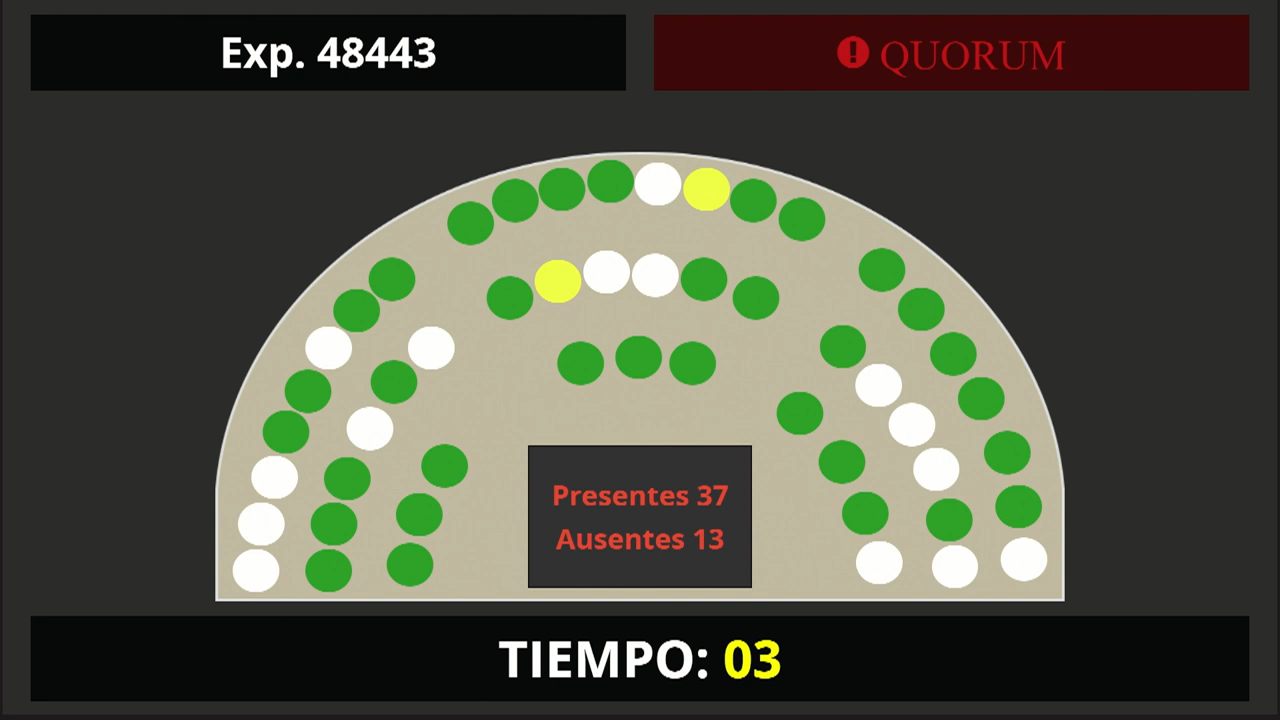 Exp. 48443
QUORUM
Presentes 37
Ausentes 13
TIEMPO: 03